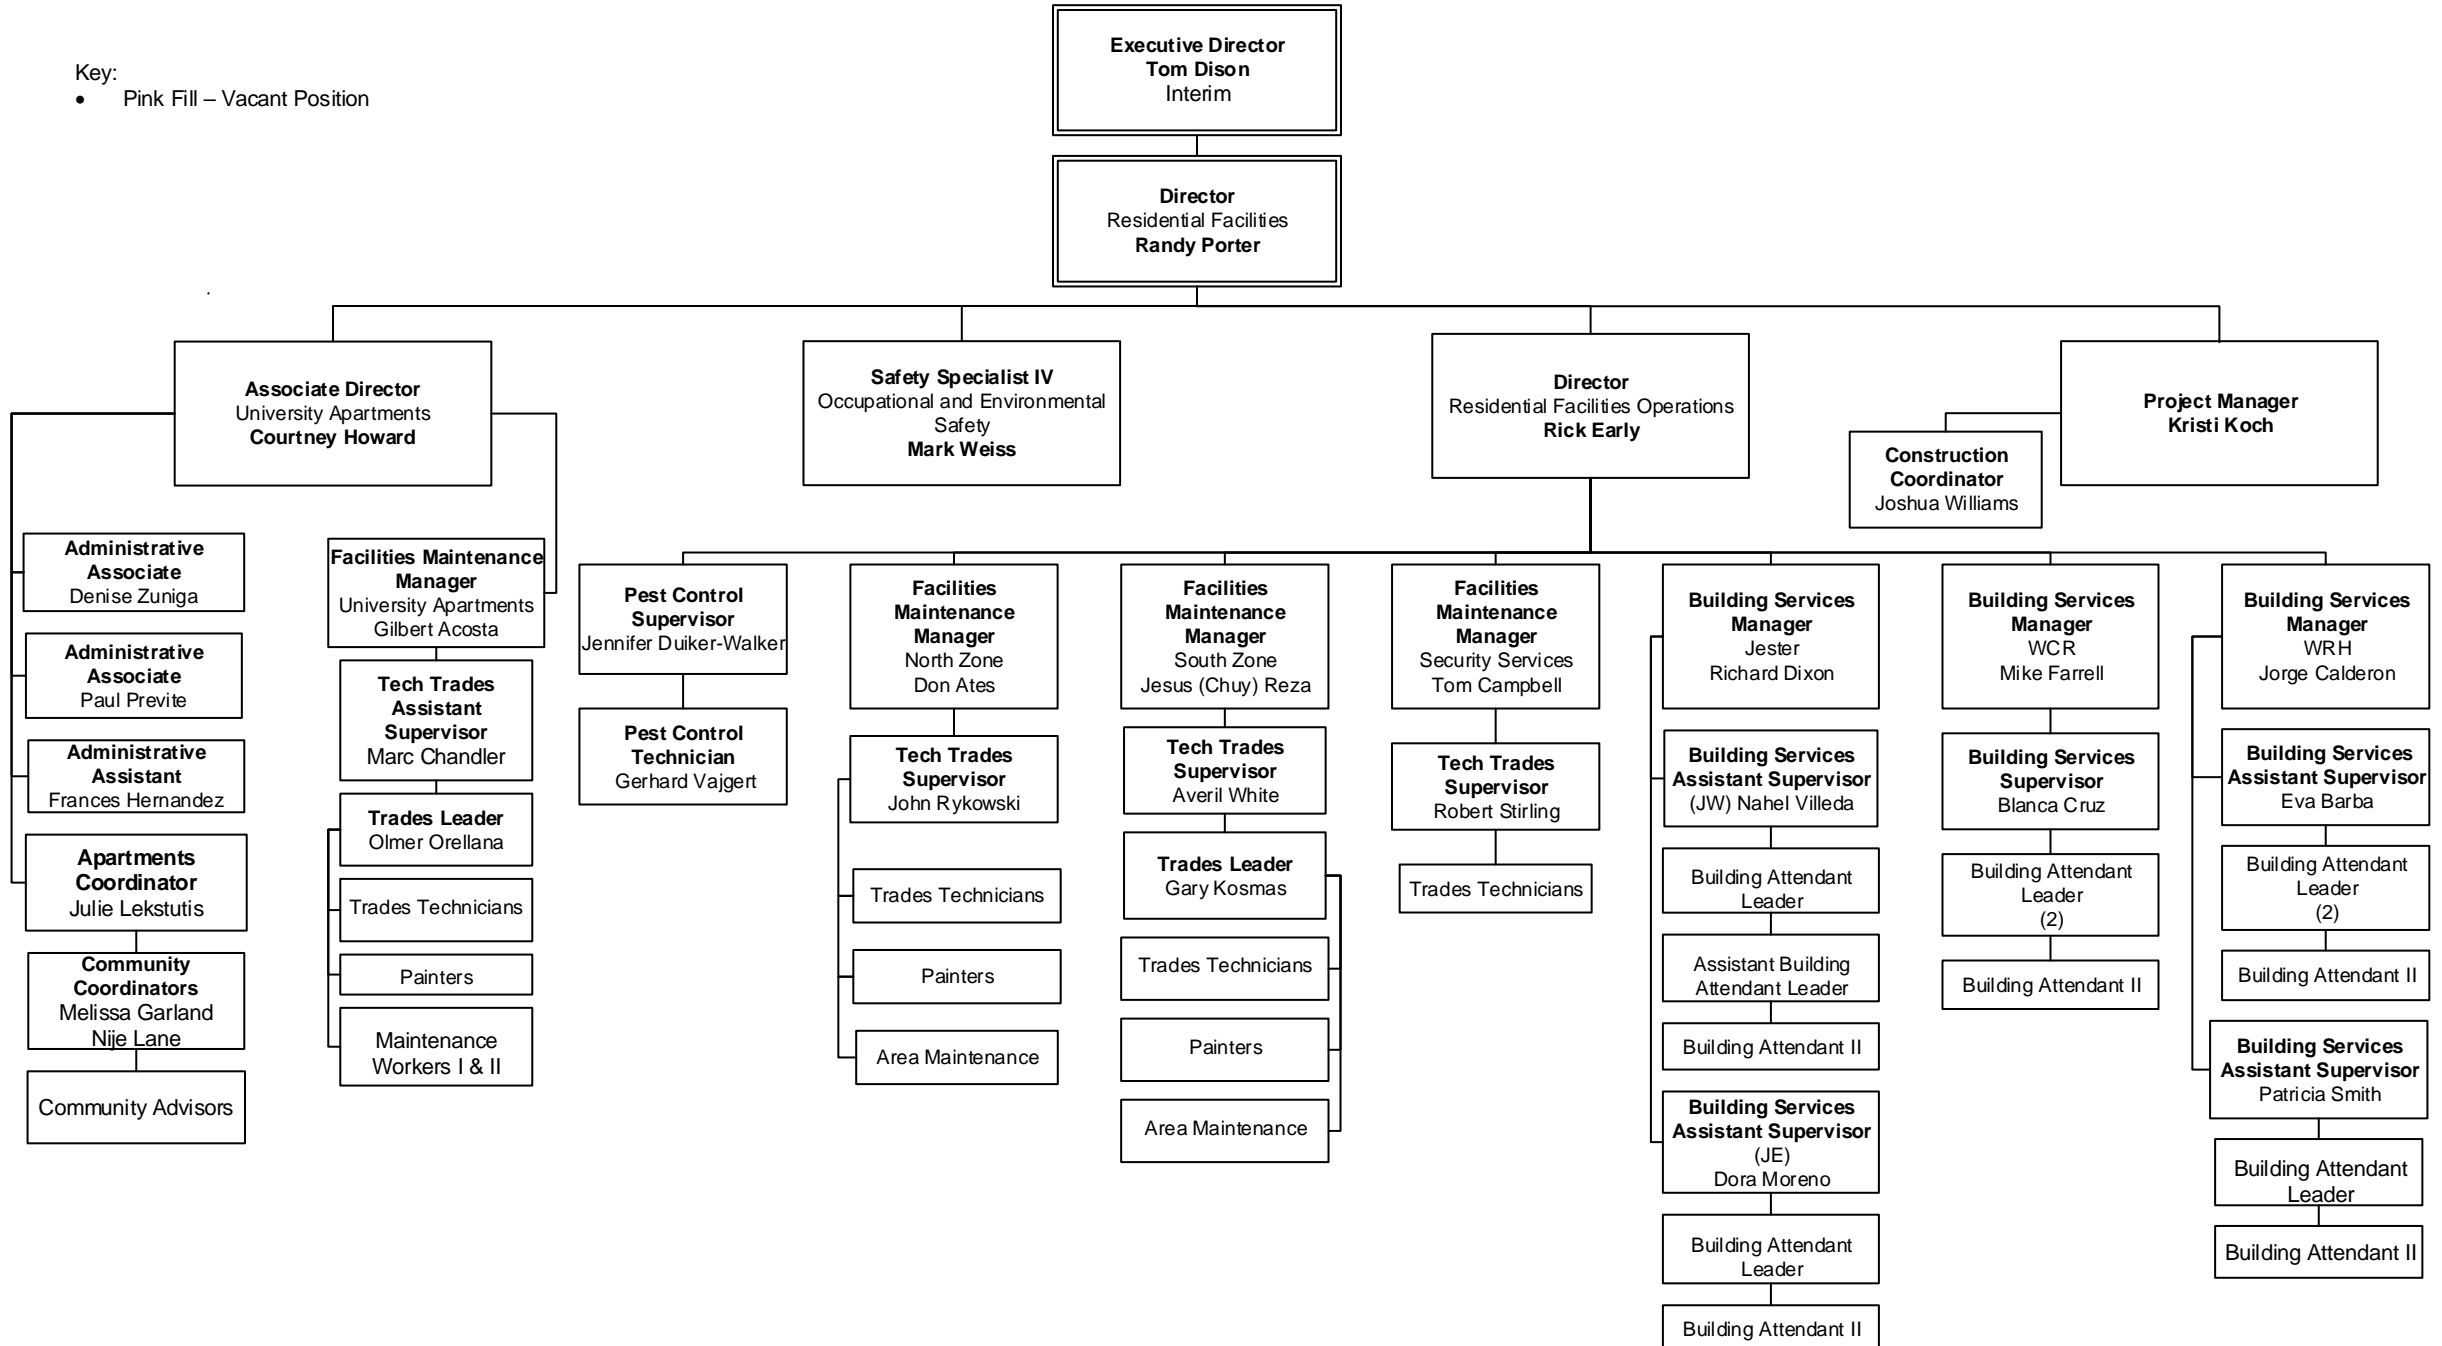 Key:
• Pink Fill – Vacant Position
Executive Director
Tom Dison
Interim
Director
Residential Facilities
Randy Porter
Associate Director
University Apartments
Courtney Howard
Safety Specialist IV
Occupational and Environmental
Safety
Mark Weiss
Director
Residential Facilities Operations
Rick Early
Project Manager
Kristi Koch
Construction
Coordinator
Joshua Williams
Administrative
Associate
Denise Zuniga
Administrative
Associate
Paul Previte
Administrative
Assistant
Frances Hernandez
Apartments
Coordinator
Julie Lekstutis
Community
Coordinators
Melissa Garland
Nije Lane
Community Advisors
Facilities Maintenance
Manager
University Apartments
Gilbert Acosta
Tech Trades
Assistant
Supervisor
Marc Chandler
Trades Leader
Olmer Orellana
Trades Technicians
Painters
Maintenance
Workers I & II
Pest Control
Supervisor
Jennifer Duiker-Walker
Pest Control
Technician
Gerhard Vajgert
Facilities
Maintenance
Manager
North Zone
Don Ates
Tech Trades
Supervisor
John Rykowski
Trades Technicians
Painters
Area Maintenance
Facilities
Maintenance
Manager
South Zone
Jesus (Chuy) Reza
Tech Trades
Supervisor
Averil White
Trades Leader
Gary Kosmas
Trades Technicians
Painters
Area Maintenance
Facilities
Maintenance
Manager
Security Services
Tom Campbell
Tech Trades
Supervisor
Robert Stirling
Trades Technicians
Building Services
Manager
Jester
Richard Dixon
Building Services
Assistant Supervisor
(JW) Nahel Villeda
Building Attendant
Leader
Assistant Building
Attendant Leader
Building Attendant II
Building Services
Assistant Supervisor
(JE)
Dora Moreno
Building Attendant
Leader
Building Attendant II
Building Services
Manager
WCR
Mike Farrell
Building Services
Supervisor
Blanca Cruz
Building Attendant
Leader
(2)
Building Attendant II
Building Services
Manager
WRH
Jorge Calderon
Building Services
Assistant Supervisor
Eva Barba
Building Attendant
Leader
(2)
Building Attendant II
Building Services
Assistant Supervisor
Patricia Smith
Building Attendant
Leader
Building Attendant II